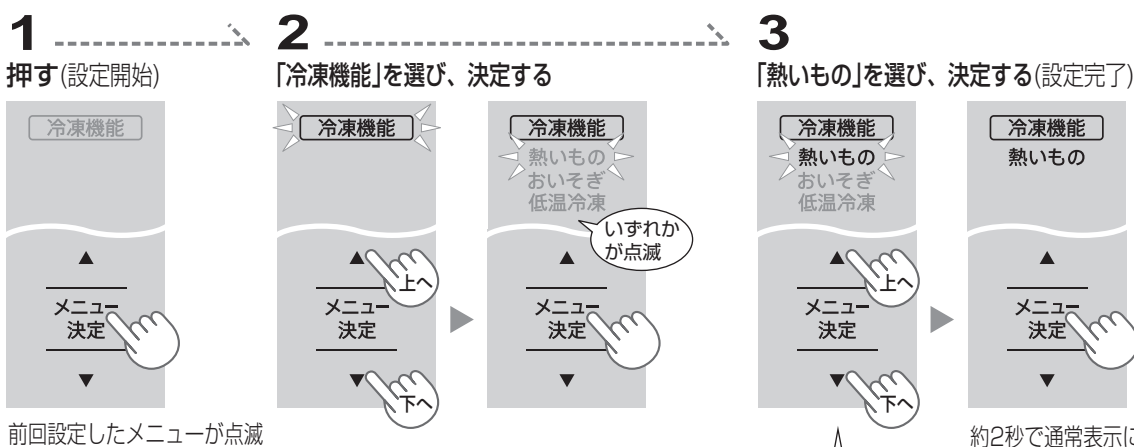 1
押す(設定開始)
冷凍機能
▲
メニュー
決定
▼
前回設定したメニューが点滅
2
「冷凍機能」を選び、決定する
冷凍機能
▲
上へ
メニュー
決定
▼
下へ
冷凍機能
熱いもの
おいそぎ
低温冷凍
いずれか
が点滅
▲
メニュー
決定
▼
3
「熱いもの」を選び、決定する(設定完了)
冷凍機能
熱いもの
おいそぎ
低温冷凍
▲
上へ
メニュー
決定
▼
下へ
冷凍機能
熱いもの
▲
メニュー
決定
▼
約2秒で通常表示に